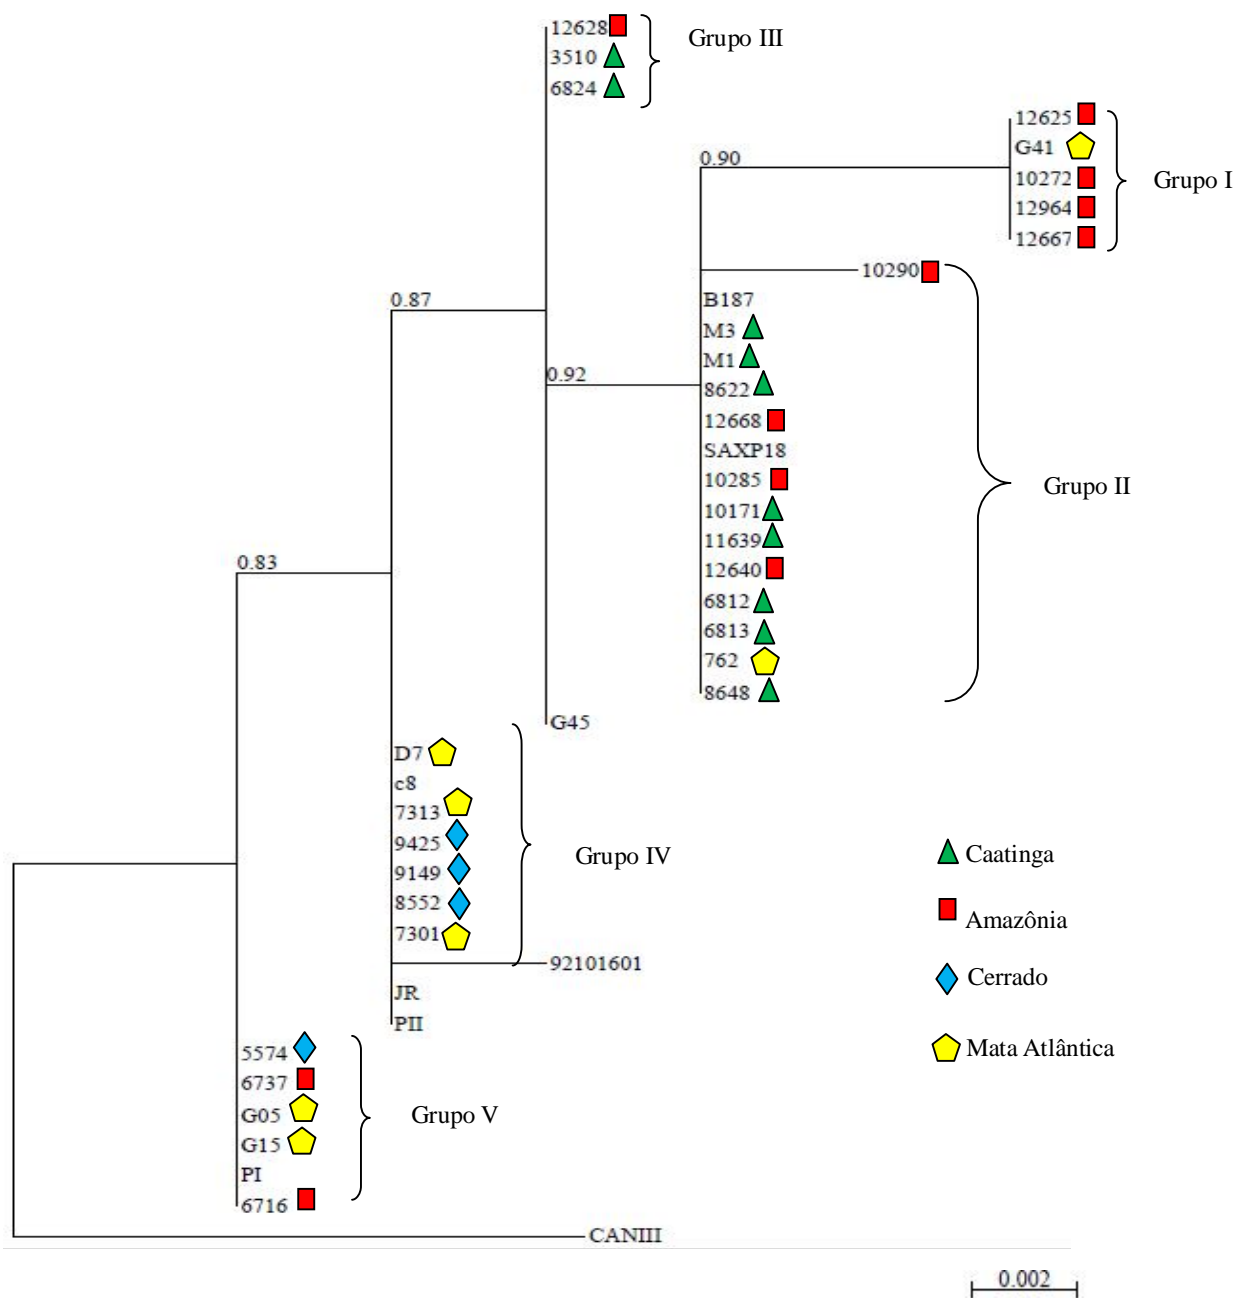 12628
3510
6824
Grupo III
0.90
12625
G41
10272
12964
12667
Grupo I
10290
B187
M3
M1
8622
12668
SAXP18
10285
10171
11639
12640
6812
6813
762
8648
Grupo II
0.87
0.92
G45
0.83
D7
c8
7313
9425
9149
8552
7301
Grupo IV
92101601
JR
PII
5574
6737
G05
G15
PI
6716
Grupo V
CANIII
Caatinga
Amazônia
Cerrado
Mata Atlântica
0.002